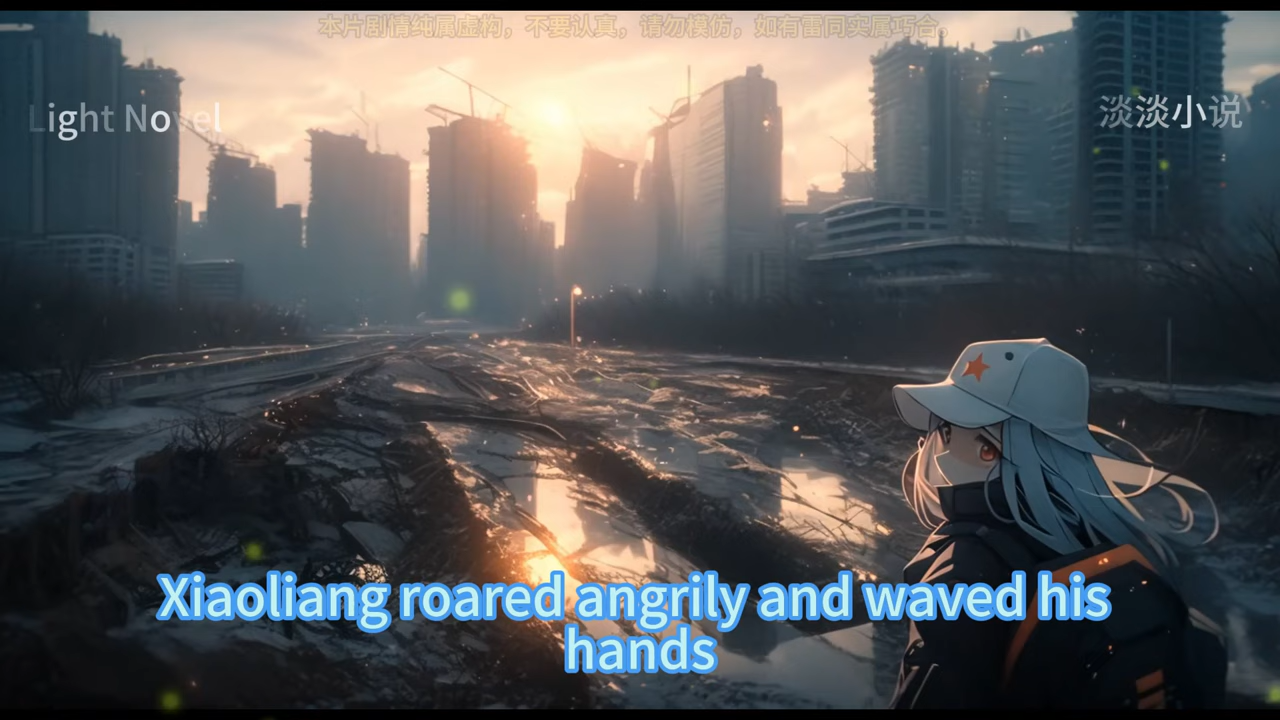 本片剧情纯属虚构，不要认真，请勿模仿，如有雷同实属巧合。
Light Novel
淡淡小说
Xiaoliang roared angrily and waved his
hands